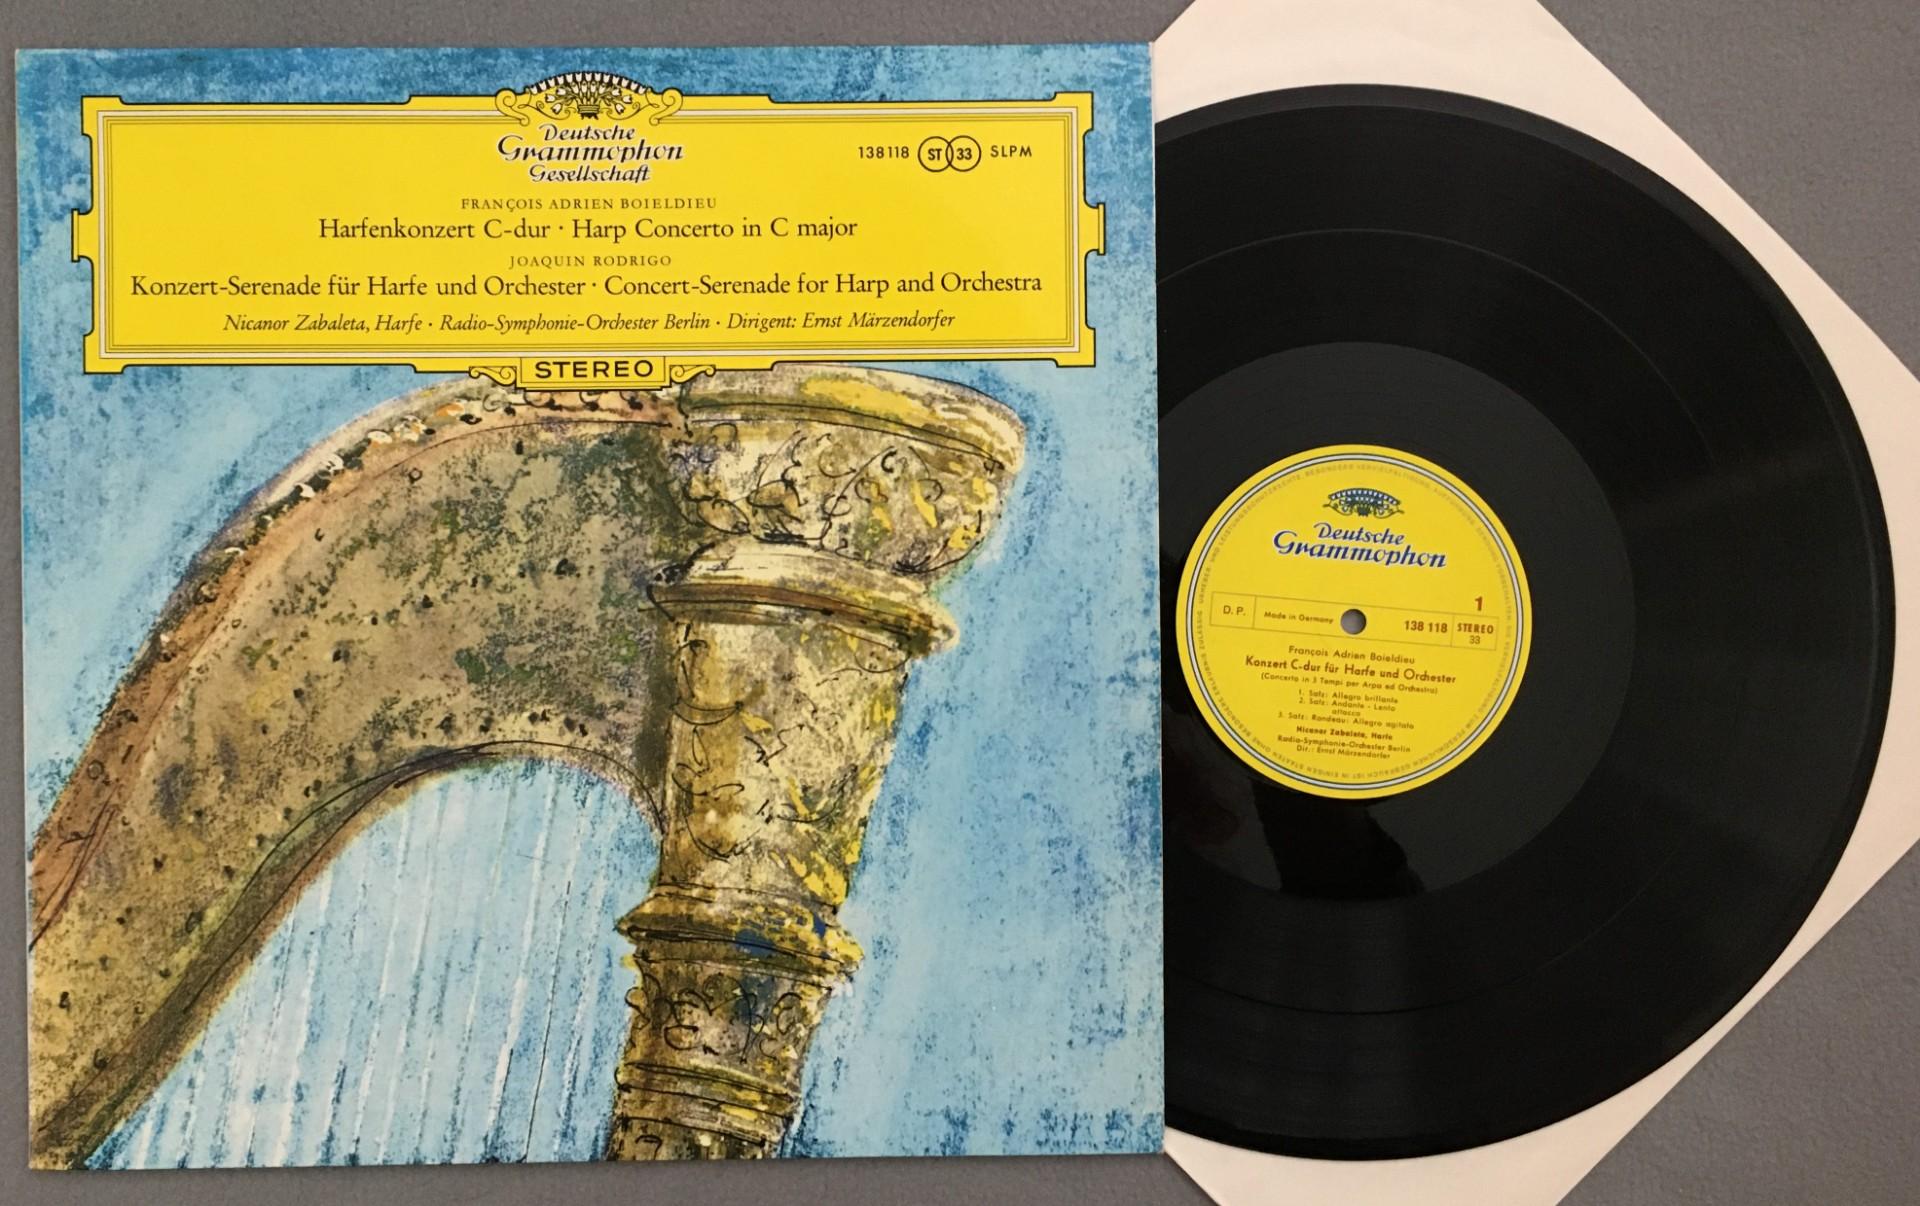 Deutsche
Grammophon
Gesellschaft
138118 ST 33 SLPM
FRANÇOIS ADRIEN BOIELDIEU
Harfenkonzert C-dur · Harp Concerto in C major
JOAQUIN RODRIGO
Konzert-Serenade für Harfe und Orchester · Concert-Serenade for Harp and Orchestra
Nicanor Zabaleta, Harfe · Radio-Symphonie-Orchester Berlin · Dirigent: Ernst Märzendorfer
STEREO
Deutsche
Grammophon
1
D. P. Made in Germany 138 118 STEREO
33
François Adrien Boieldieu
Konzert C-dur für Harfe und Orchester
(Concerto in 3 Tempi per Arpa ed Orchestra)
1. Satz: Allegro brillante
2. Satz: Andante - Lento
attacca
3. Satz: Rondeau: Allegro agitato
Nicanor Zabaleta, Harfe
Radio-Symphonie-Orchester Berlin
Dir.: Ernst Märzendorfer